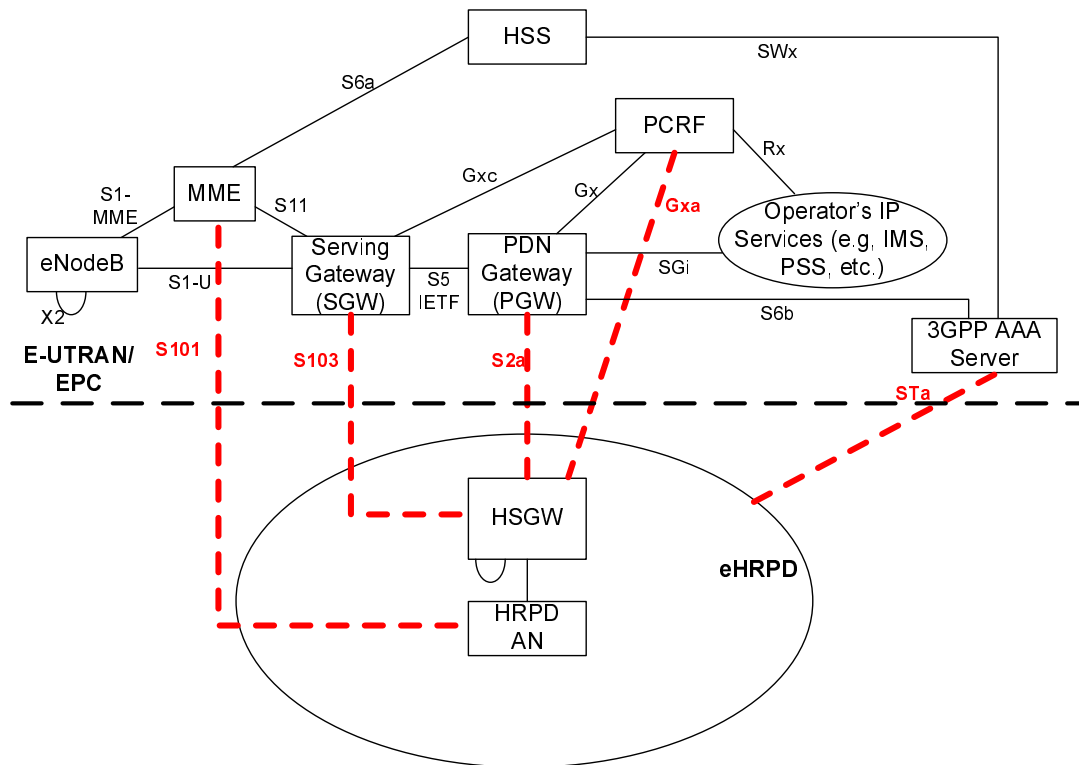 HSS
SWx
S6a
PCRF
Rx
Gxc
S1-
MME
MME
S11
Gx
Gxa
Operator's IP
Services (e.g, IMS,
PSS, etc.)
eNodeB
S1-U
Serving
Gateway
(SGW)
S5
IETF
PDN
Gateway
(PGW)
SGi
S6b
X2
3GPP AAA
Server
E-UTRAN/
EPC
S101
S103
S2a
STa
HSGW
eHRPD
HRPD
AN